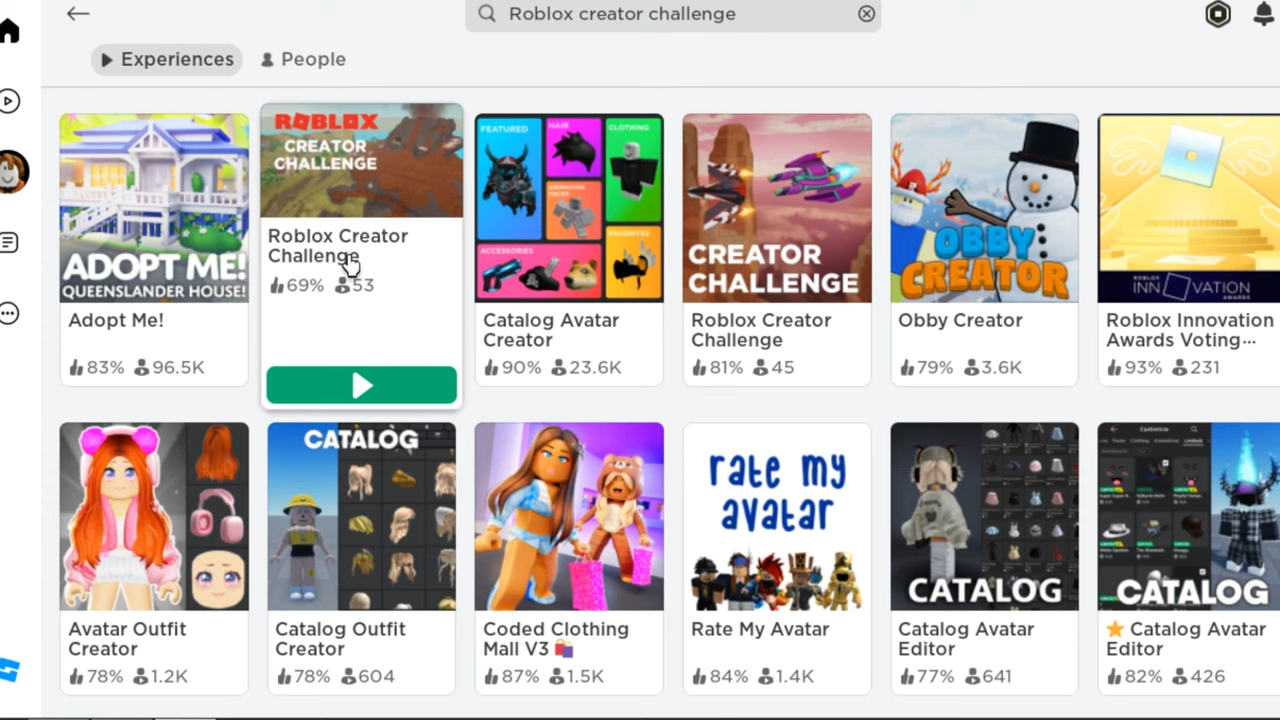 Roblox creator challenge
Experiences
People
ADOPT ME!
QUEENSLANDER HOUSE!
Adopt Me!
83% 96.5K
ROBLOX
CREATOR
CHALLENGE
Roblox Creator
Challenge
69% 53
FEATURED
HAIR
CLOTHING
ANIMATION
PACKS
ACCESSORIES
FAVORITES
Catalog Avatar
Creator
90% 23.6K
CREATOR
CHALLENGE
Roblox Creator
Challenge
81% 45
OBBY
CREATOR
Obby Creator
79% 3.6K
ROBLOX
INNOVATION
AWARDS
Roblox Innovation
Awards Voting...
93% 231
Avatar Outfit
Creator
78% 1.2K
CATALOG
Catalog Outfit
Creator
78% 604
Coded Clothing
Mall V3 🛍️
87% 1.5K
rate my
avatar
Rate My Avatar
84% 1.4K
CATALOG
Catalog Avatar
Editor
77% 641
Customize
CATALOG
⭐ Catalog Avatar
Editor
82% 426